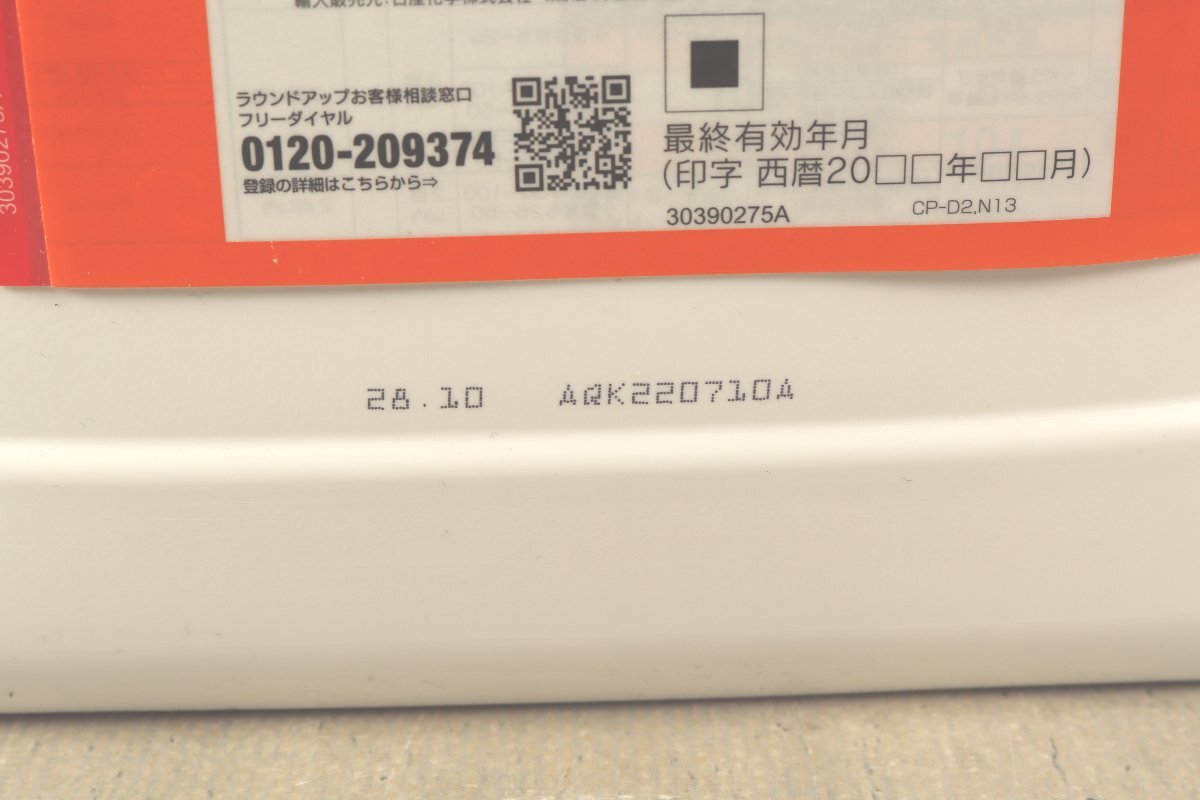 ラウンドアップお客様相談窓口
フリーダイヤル
0120-209374
登録の詳細はこちらから⇒
最終有効年月
(印字 西暦20□□年□□月)
30390275A
CP-D2,N13
30390275A
28.10 AQK220710A